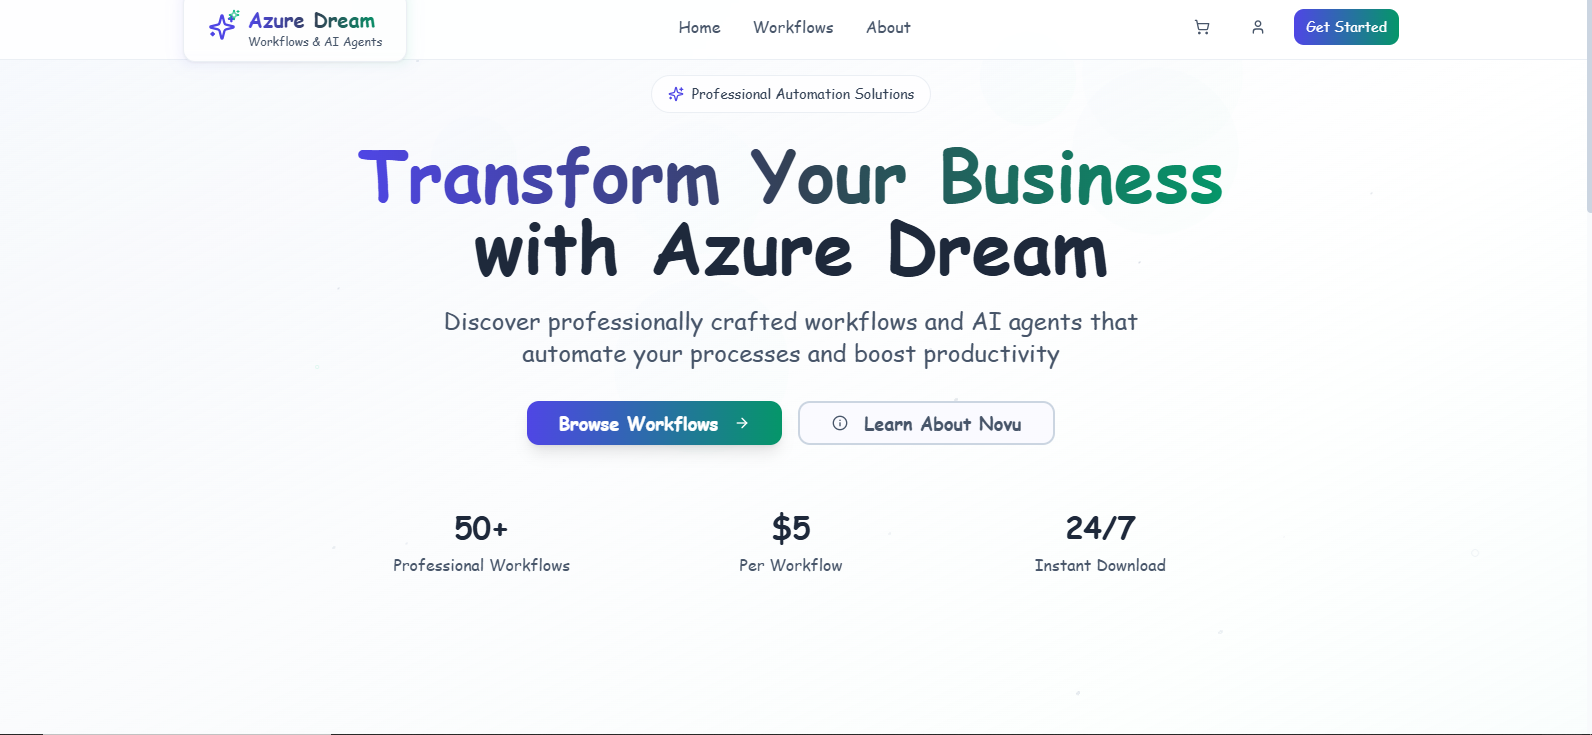 Azure Dream
Workflows & AI Agents
Home
Workflows
About
Get Started
Professional Automation Solutions
Transform Your Business
with Azure Dream
Discover professionally crafted workflows and AI agents that
automate your processes and boost productivity
Browse Workflows
Learn About Novu
50+
Professional Workflows
$5
Per Workflow
24/7
Instant Download